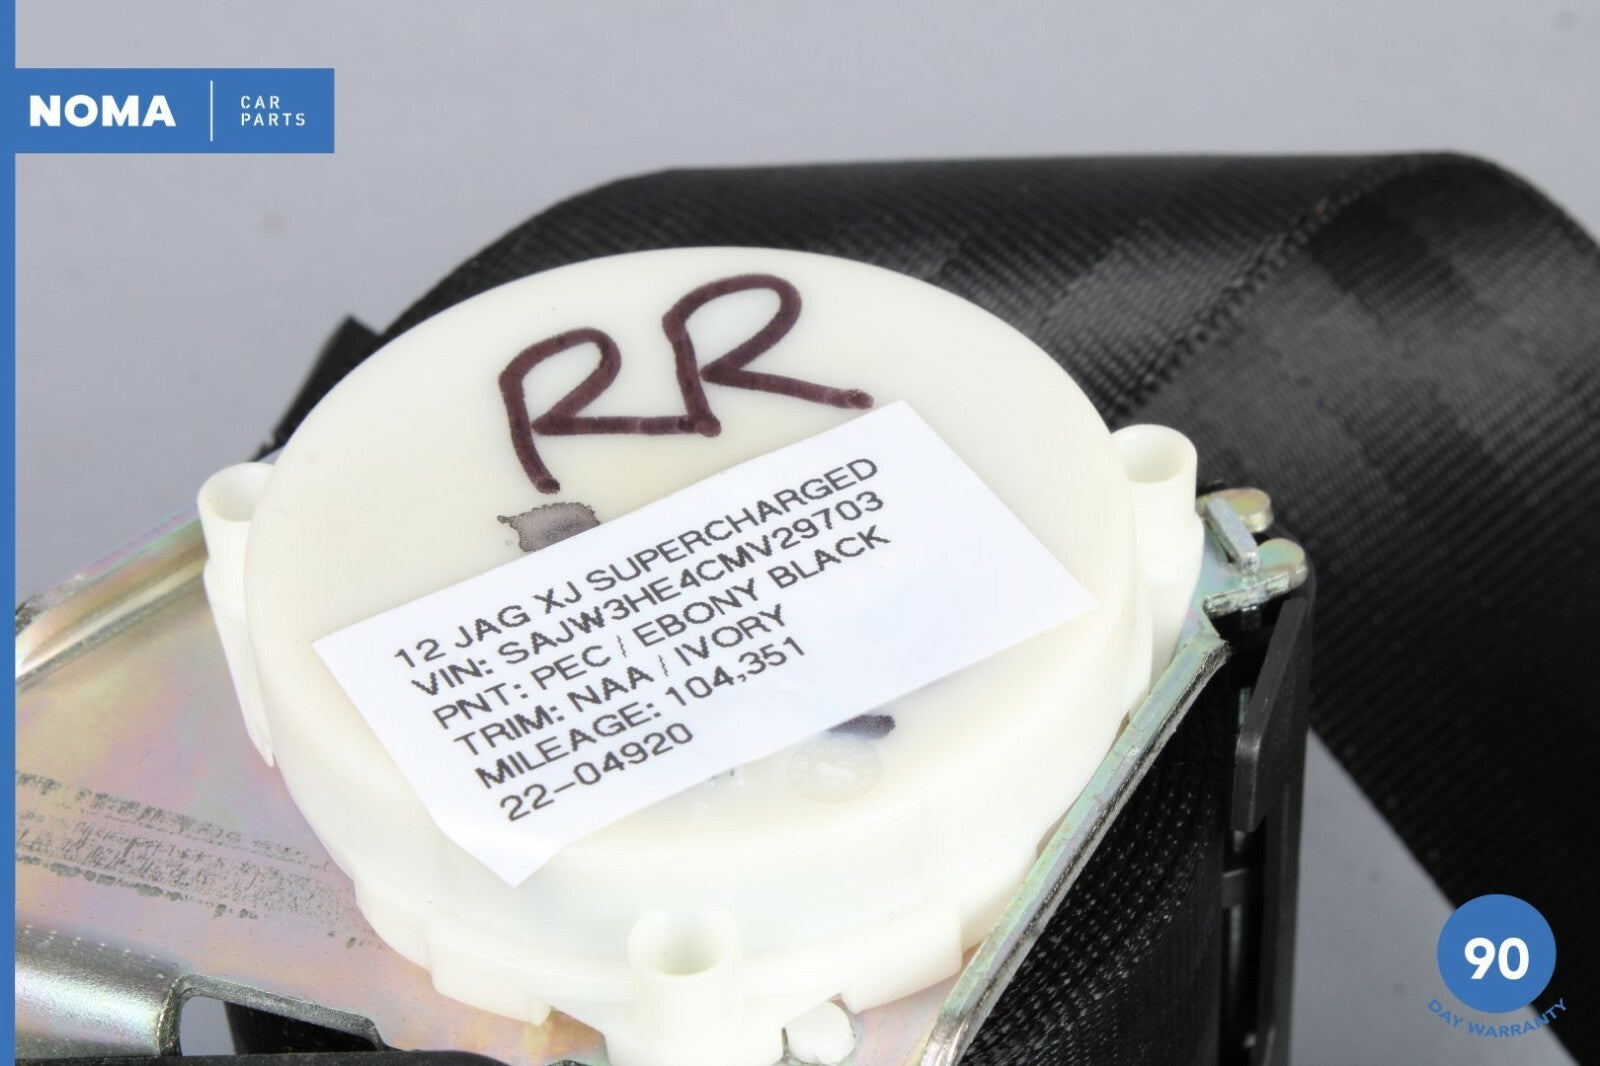 NOMA
CAR
PARTS
RR
12 JAG XJ SUPERCHARGED
VIN: SAJW3HE4CMV29703
PNT: PEC / EBONY BLACK
TRIM: NAA / IVORY
MILEAGE: 104,351
22-04920
90
DAY WARRANTY